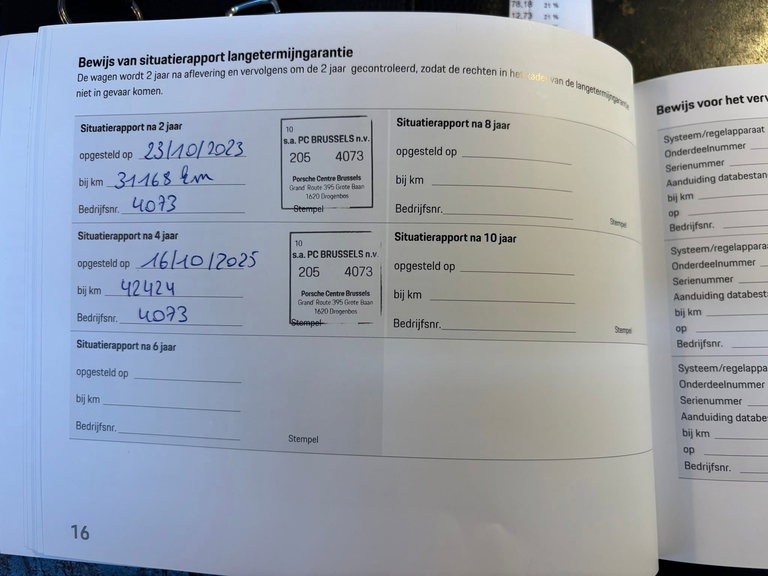 78,18 21 %
12,73 21 %
Bewijs van situatierapport langetermijngarantie
De wagen wordt 2 jaar na aflevering en vervolgens om de 2 jaar gecontroleerd, zodat de rechten in het kader van de langetermijngarantie
niet in gevaar komen.
Situatierapport na 2 jaar
opgesteld op 23/10/2023
bij km 31168 km
Bedrijfsnr. 4073
10
s.a. PC BRUSSELS n.v.
205 4073
Porsche Centre Brussels
Grand Route 395 Grote Baan
1620 Drogenbos
Stempel
Situatierapport na 8 jaar
opgesteld op
bij km
Bedrijfsnr.
Stempel
Situatierapport na 4 jaar
opgesteld op 16/10/2025
bij km 42424
Bedrijfsnr. 4073
10
s.a. PC BRUSSELS n.v.
205 4073
Porsche Centre Brussels
Grand Route 395 Grote Baan
1620 Drogenbos
Stempel
Situatierapport na 10 jaar
opgesteld op
bij km
Bedrijfsnr.
Stempel
Situatierapport na 6 jaar
opgesteld op
bij km
Bedrijfsnr.
Stempel
16
Bewijs voor het ver
Systeem/regelapparaat
Onderdeelnummer
Serienummer
Aanduiding databestan
bij km
op
Bedrijfsnr.
Systeem/regelappara
Onderdeelnummer
Serienummer
Aanduiding databest
bij km
op
Bedrijfsnr.
Systeem/regelappa
Onderdeelnummer
Serienummer
Aanduiding databe
bij km
op
Bedrijfsnr.